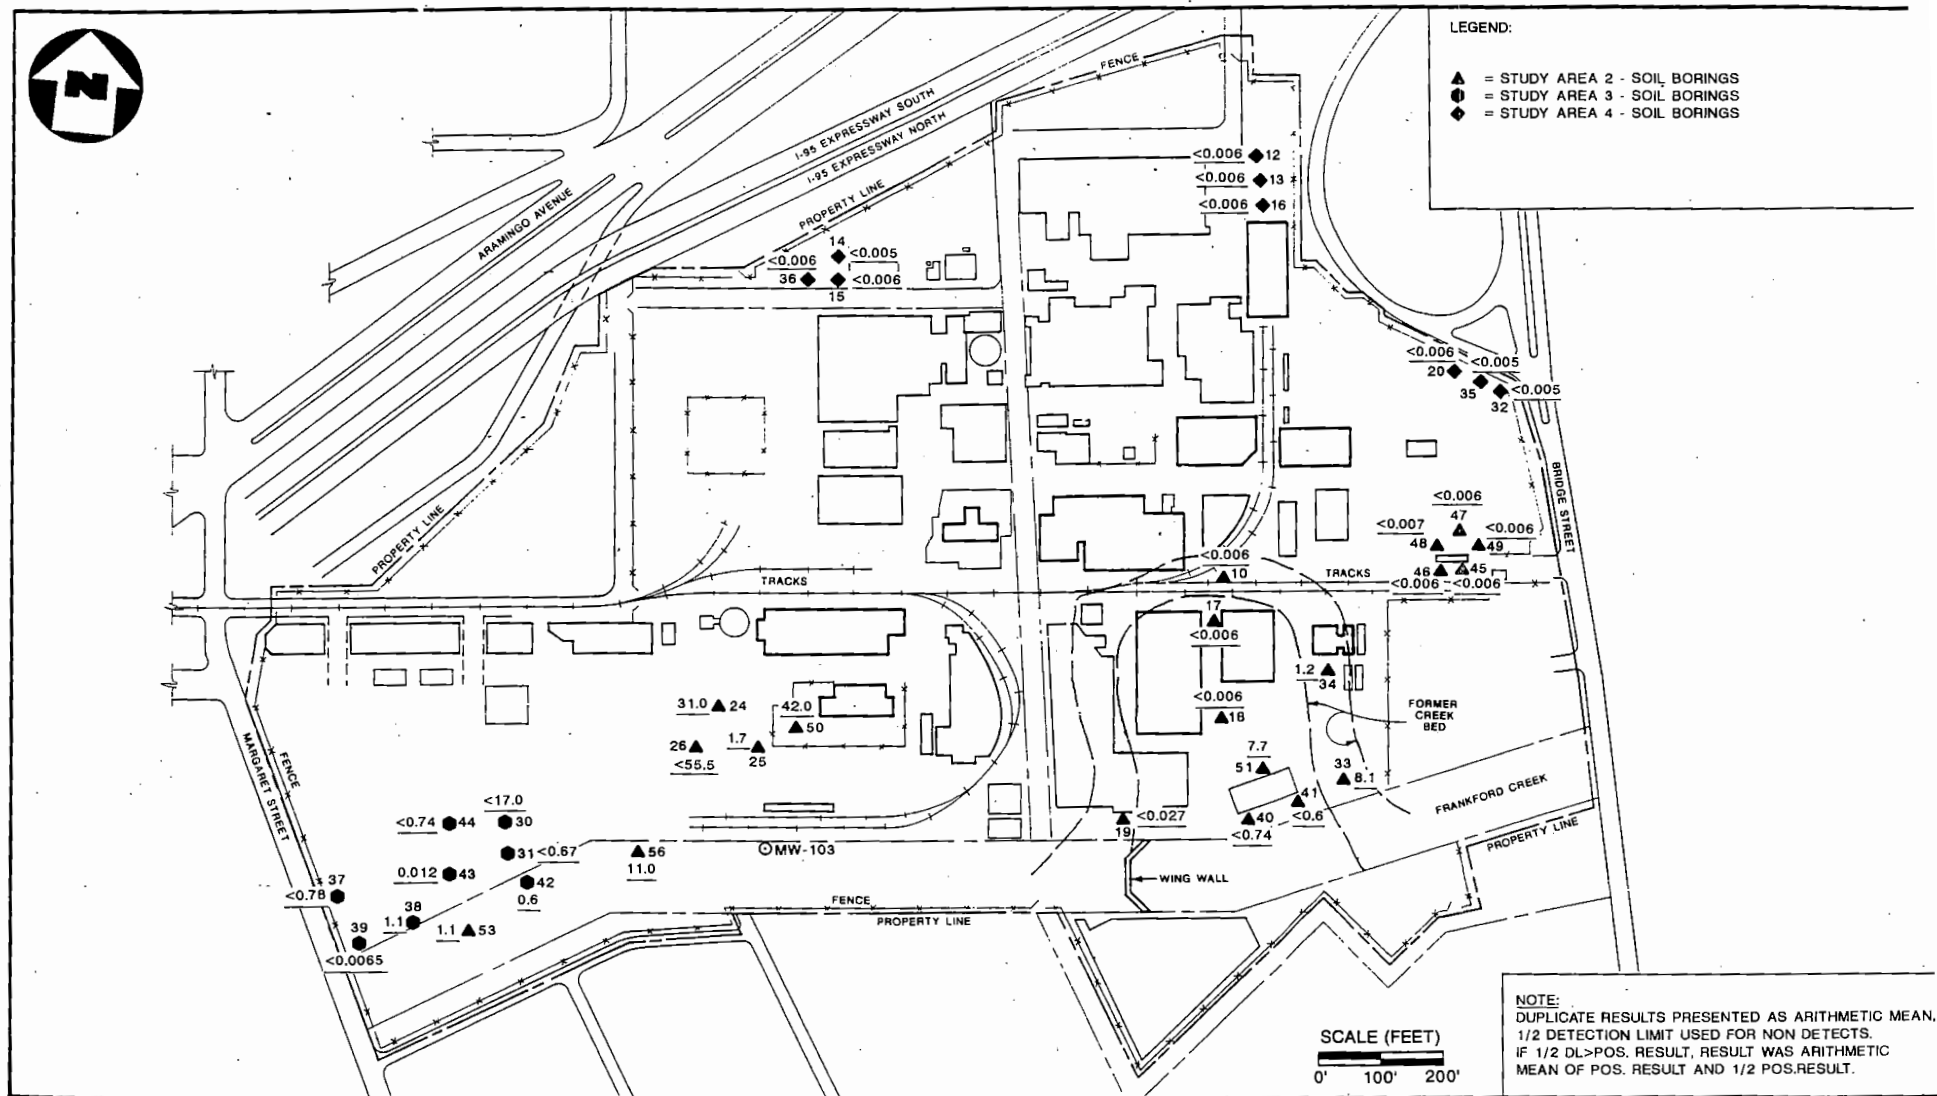 N
LEGEND:
= STUDY AREA 2 - SOIL BORINGS
= STUDY AREA 3 - SOIL BORINGS
= STUDY AREA 4 - SOIL BORINGS
FENCE
I-95 EXPRESSWAY SOUTH
I-95 EXPRESSWAY NORTH
PROPERTY LINE
ARAMINGO AVENUE
<0.006 12
<0.006 13
<0.006 16
14
<0.006 <0.005
36 <0.006
15
<0.006 <0.005
20 <0.005
35
32
BRIDGE STREET
PROPERTY LINE
<0.006
47
<0.007 <0.006
48 49
46 45
<0.006 <0.006
<0.006
10
TRACKS
TRACKS
17
<0.006
1.2
34
<0.006
18
FORMER
CREEK
BED
31.0 24
42.0
50
26 1.7
<55.5 25
MARGARET STREET
FENCE
7.7
51
33
8.1
41
<0.6
40
<0.74
19 <0.027
FRANKFORD CREEK
PROPERTY LINE
<17.0
<0.74 44 30
31 <0.67
56
11.0
MW-103
0.012 43
42
0.6
37
<0.78
38
1.1
1.1 53
39
<0.0065
WING WALL
FENCE
PROPERTY LINE
SCALE (FEET)
0' 100' 200'
NOTE:
DUPLICATE RESULTS PRESENTED AS ARITHMETIC MEAN,
1/2 DETECTION LIMIT USED FOR NON DETECTS.
IF 1/2 DL>POS. RESULT, RESULT WAS ARITHMETIC
MEAN OF POS. RESULT AND 1/2 POS.RESULT.